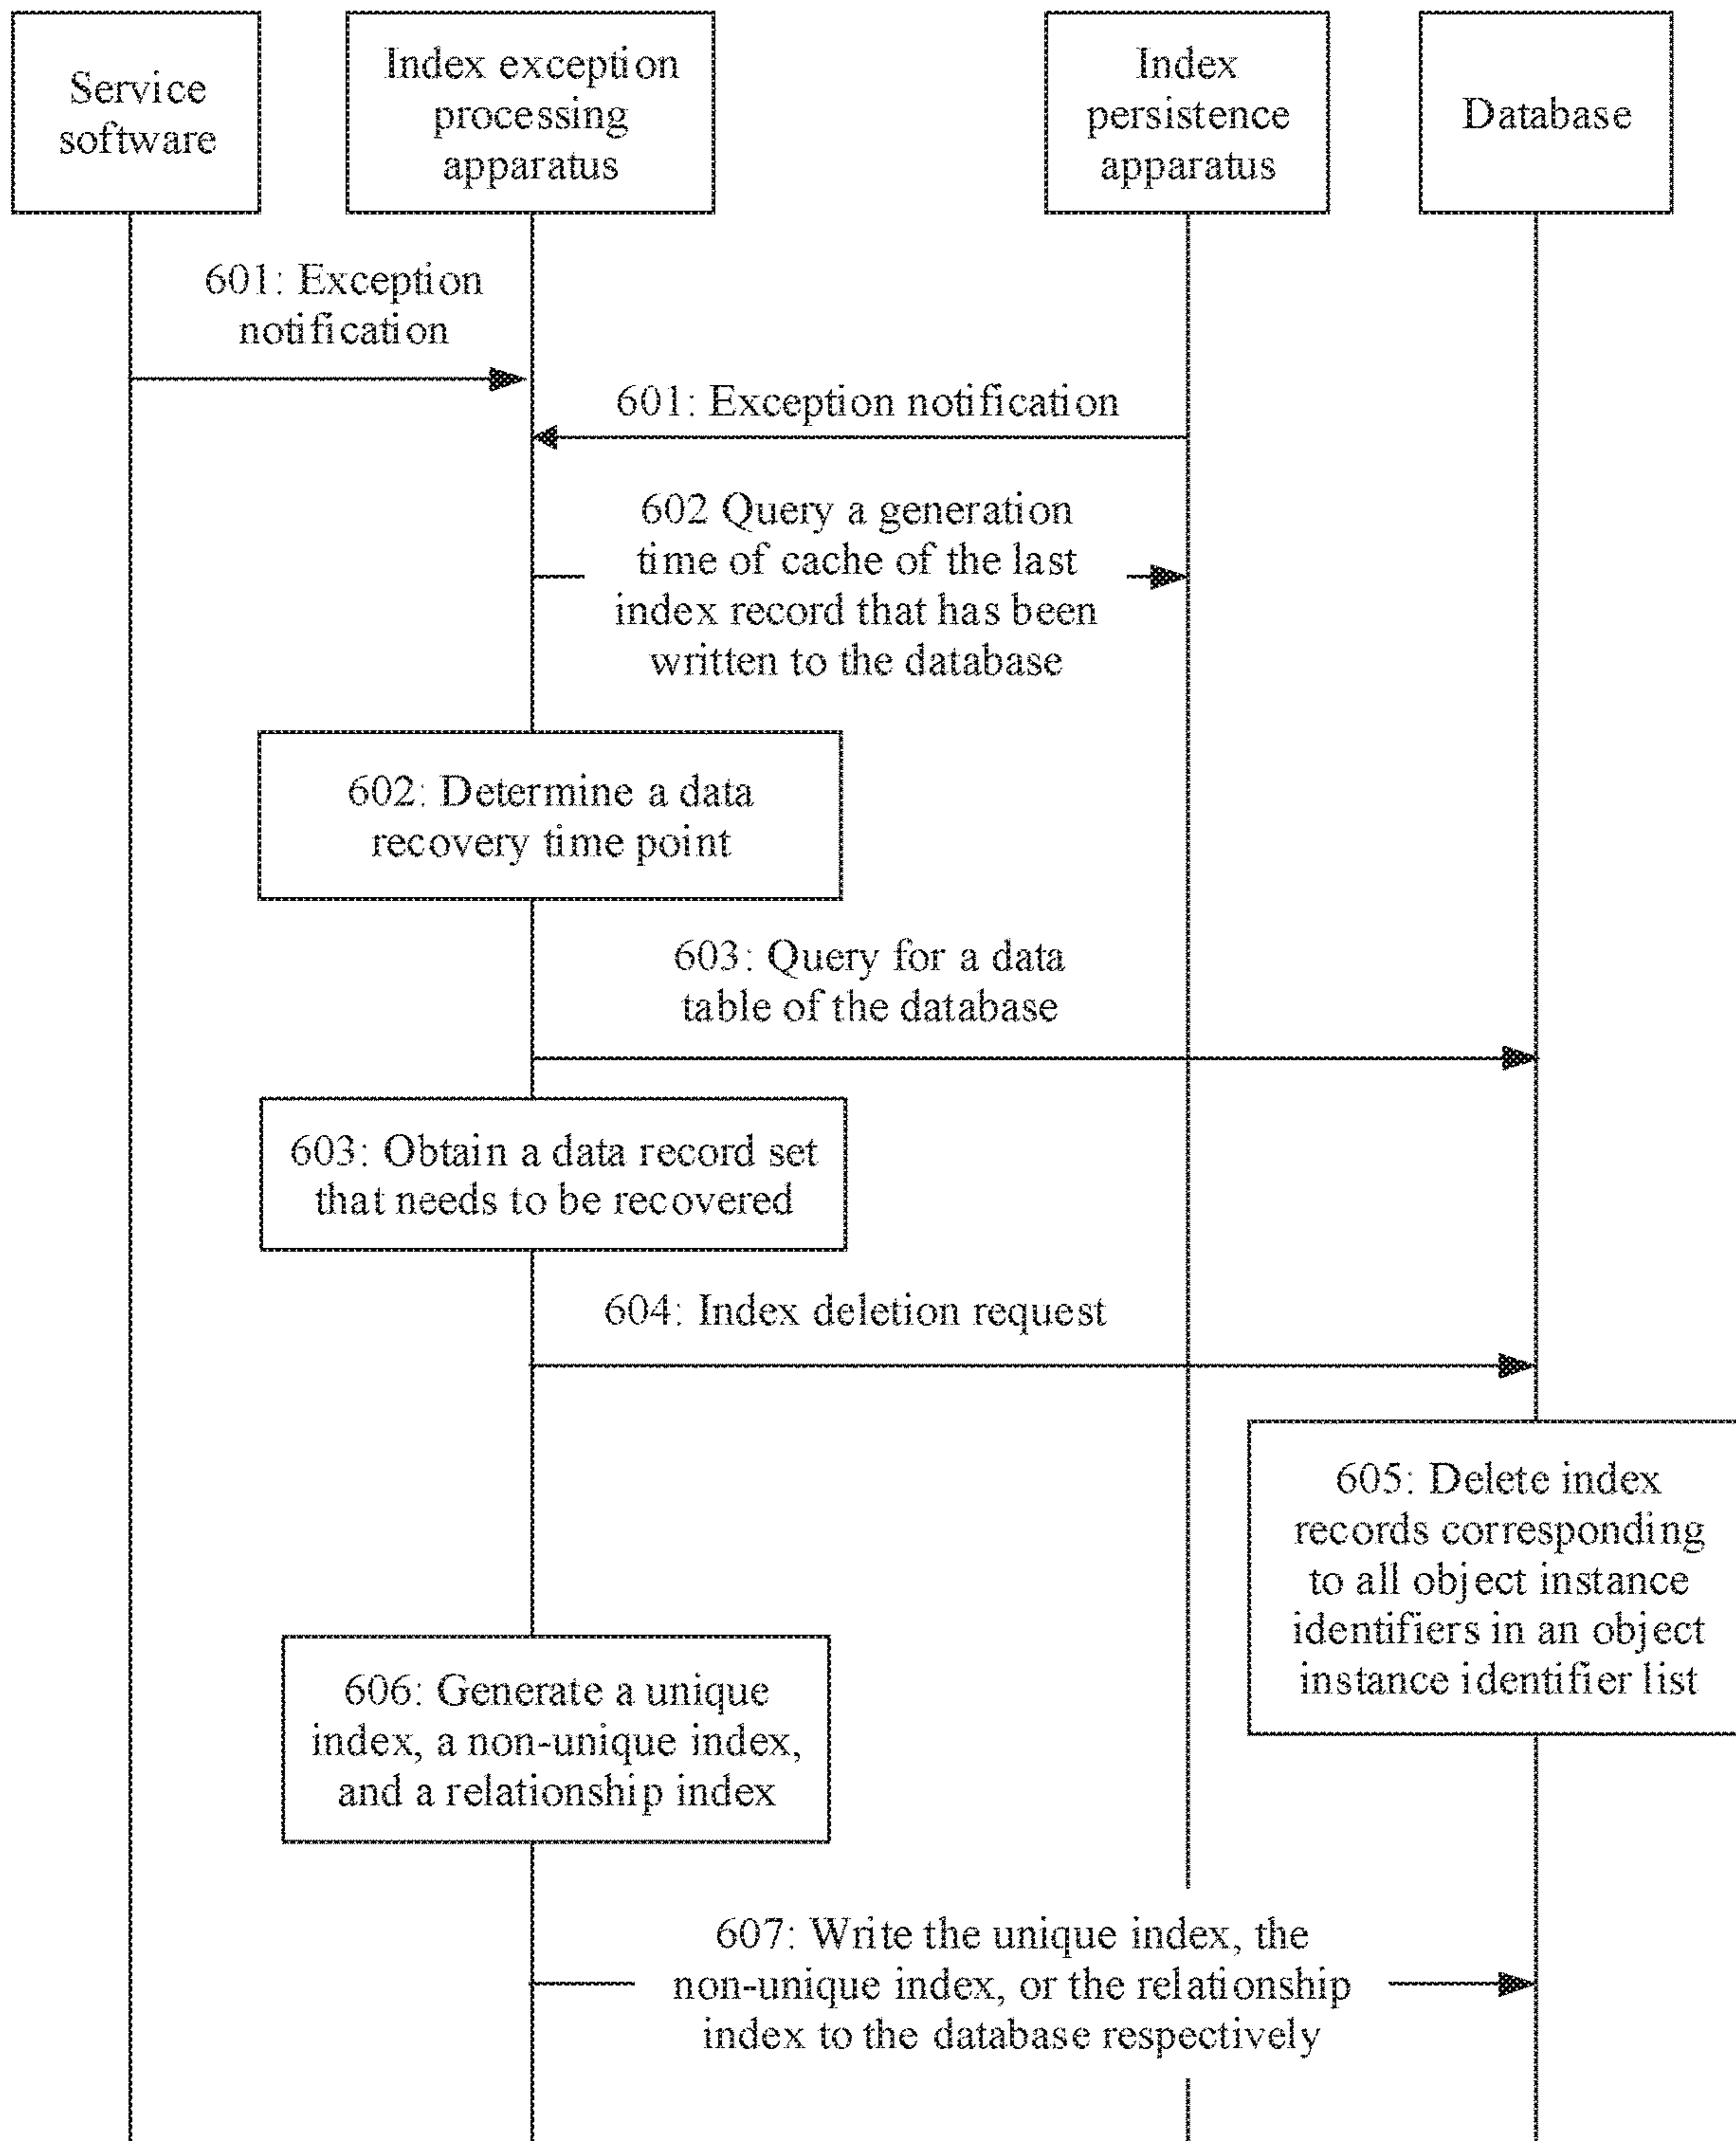 Service
software
Index exception
processing
apparatus
Index
persistence
apparatus
Database
601: Exception
notification
601: Exception notification
602 Query a generation
time of cache of the last
index record that has been
written to the database
602: Determine a data
recovery time point
603: Query for a data
table of the database
603: Obtain a data record set
that needs to be recovered
604: Index deletion request
605: Delete index
records corresponding
to all object instance
identifiers in an object
instance identifier list
606: Generate a unique
index, a non-unique index,
and a relationship index
607: Write the unique index, the
non-unique index, or the relationship
index to the database respectively